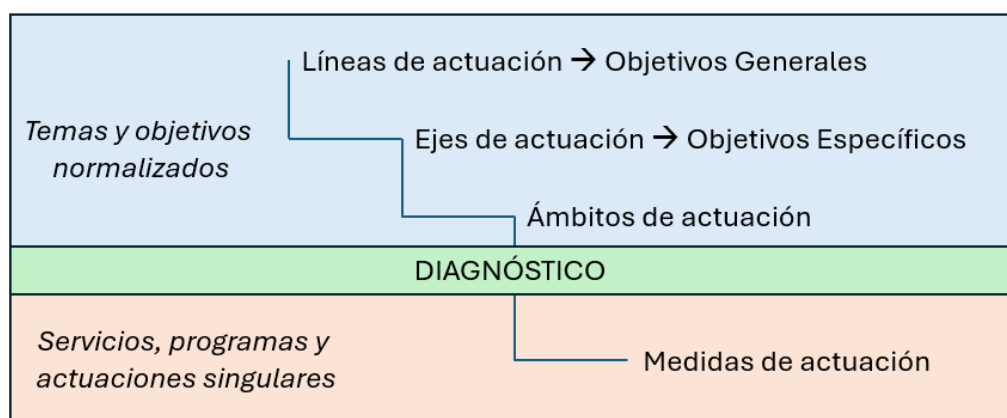 Líneas de actuación → Objetivos Generales
Temas y objetivos
normalizados
Ejes de actuación → Objetivos Específicos
Ámbitos de actuación
DIAGNÓSTICO
Servicios, programas y
actuaciones singulares
Medidas de actuación